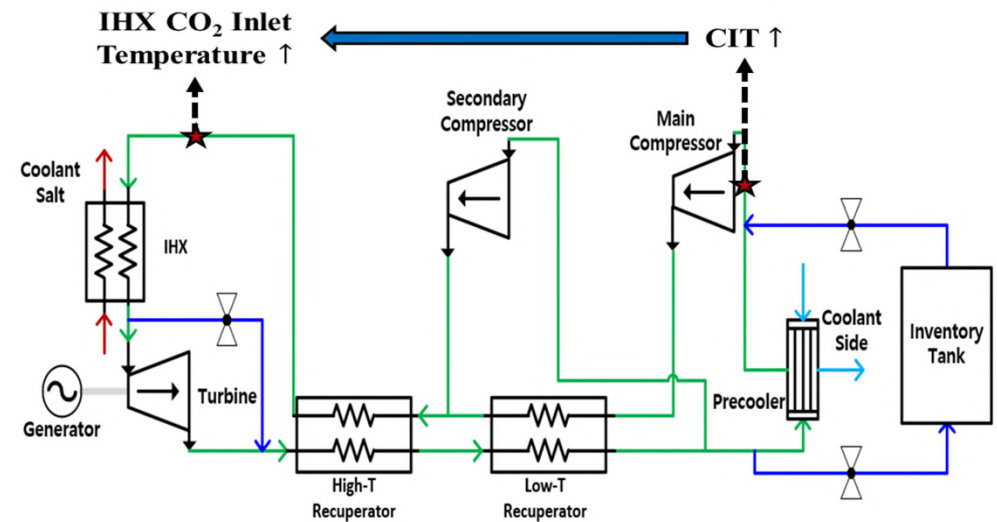 IHX CO₂ Inlet
Temperature ↑
CIT ↑
Secondary
Compressor
Main
Compressor
Coolant
Salt
IHX
Turbine
Generator
High-T
Recuperator
Low-T
Recuperator
Precooler
Coolant
Side
Inventory
Tank